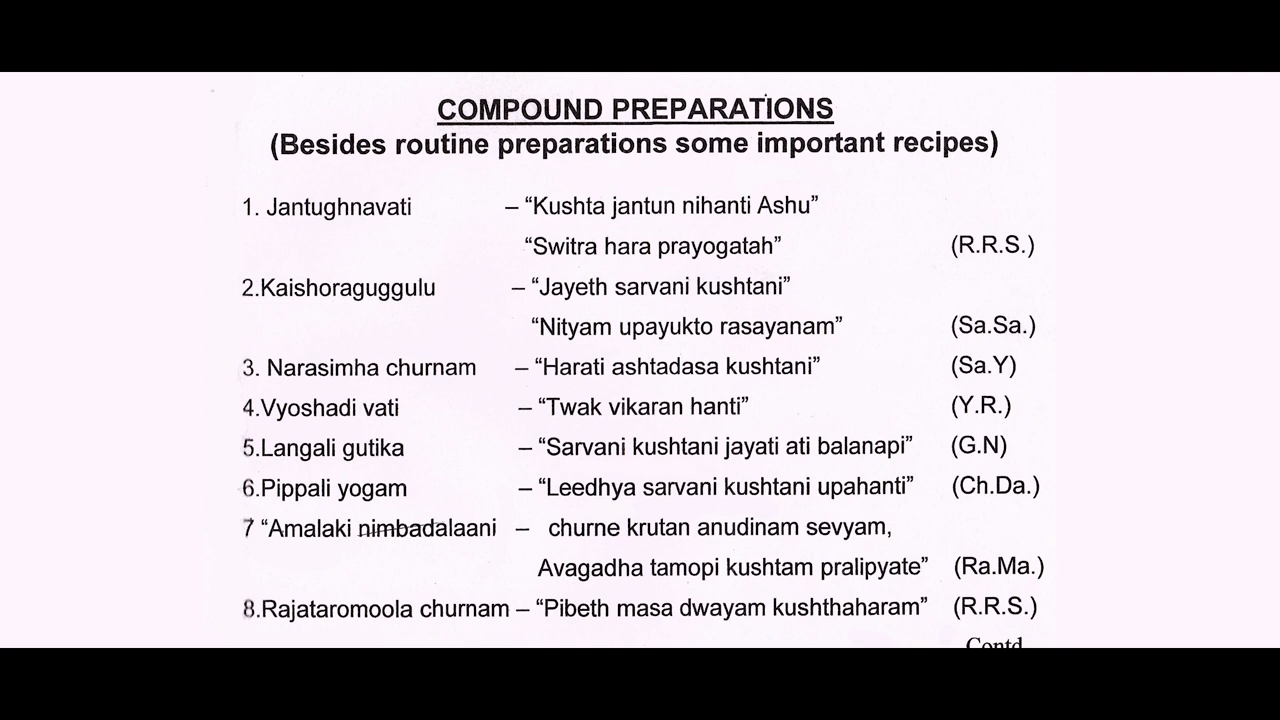 COMPOUND PREPARATIONS
(Besides routine preparations some important recipes)
1. Jantughnavati – “Kushta jantun nihanti Ashu”
“Switra hara prayogatah” (R.R.S.)
2.Kaishoraguggulu – “Jayeth sarvani kushtani”
“Nityam upayukto rasayanam” (Sa.Sa.)
3. Narasimha churnam – “Harati ashtadasa kushtani” (Sa.Y)
4.Vyoshadi vati – “Twak vikaran hanti” (Y.R.)
5.Langali gutika – “Sarvani kushtani jayati ati balanapi” (G.N)
6.Pippali yogam – “Leedhya sarvani kushtani upahanti” (Ch.Da.)
7 “Amalaki nimbadalaani – churne krutan anudinam sevyam,
Avagadha tamopi kushtam pralipyate” (Ra.Ma.)
8.Rajataromoola churnam – “Pibeth masa dwayam kushthaharam” (R.R.S.)
Contd